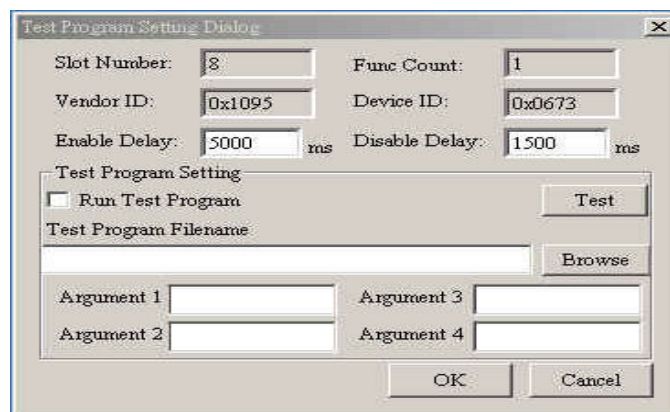 Test Program Setting Dialog
Slot Number: 8 Func Count: 1
Vendor ID: 0x1095 Device ID: 0x0673
Enable Delay: 5000 ms Disable Delay: 1500 ms
Test Program Setting
Run Test Program Test
Test Program Filename
Browse
Argument 1 Argument 3
Argument 2 Argument 4
OK Cancel